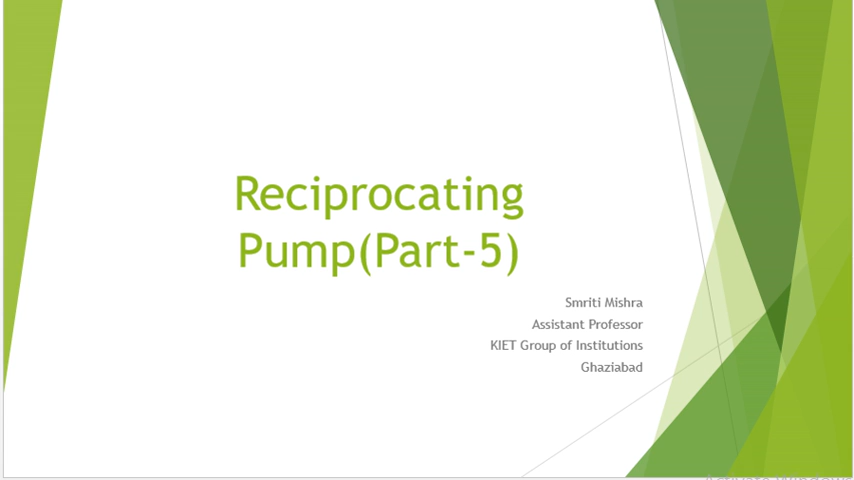 Reciprocating
Pump(Part-5)
Smriti Mishra
Assistant Professor
KIET Group of Institutions
Ghaziabad